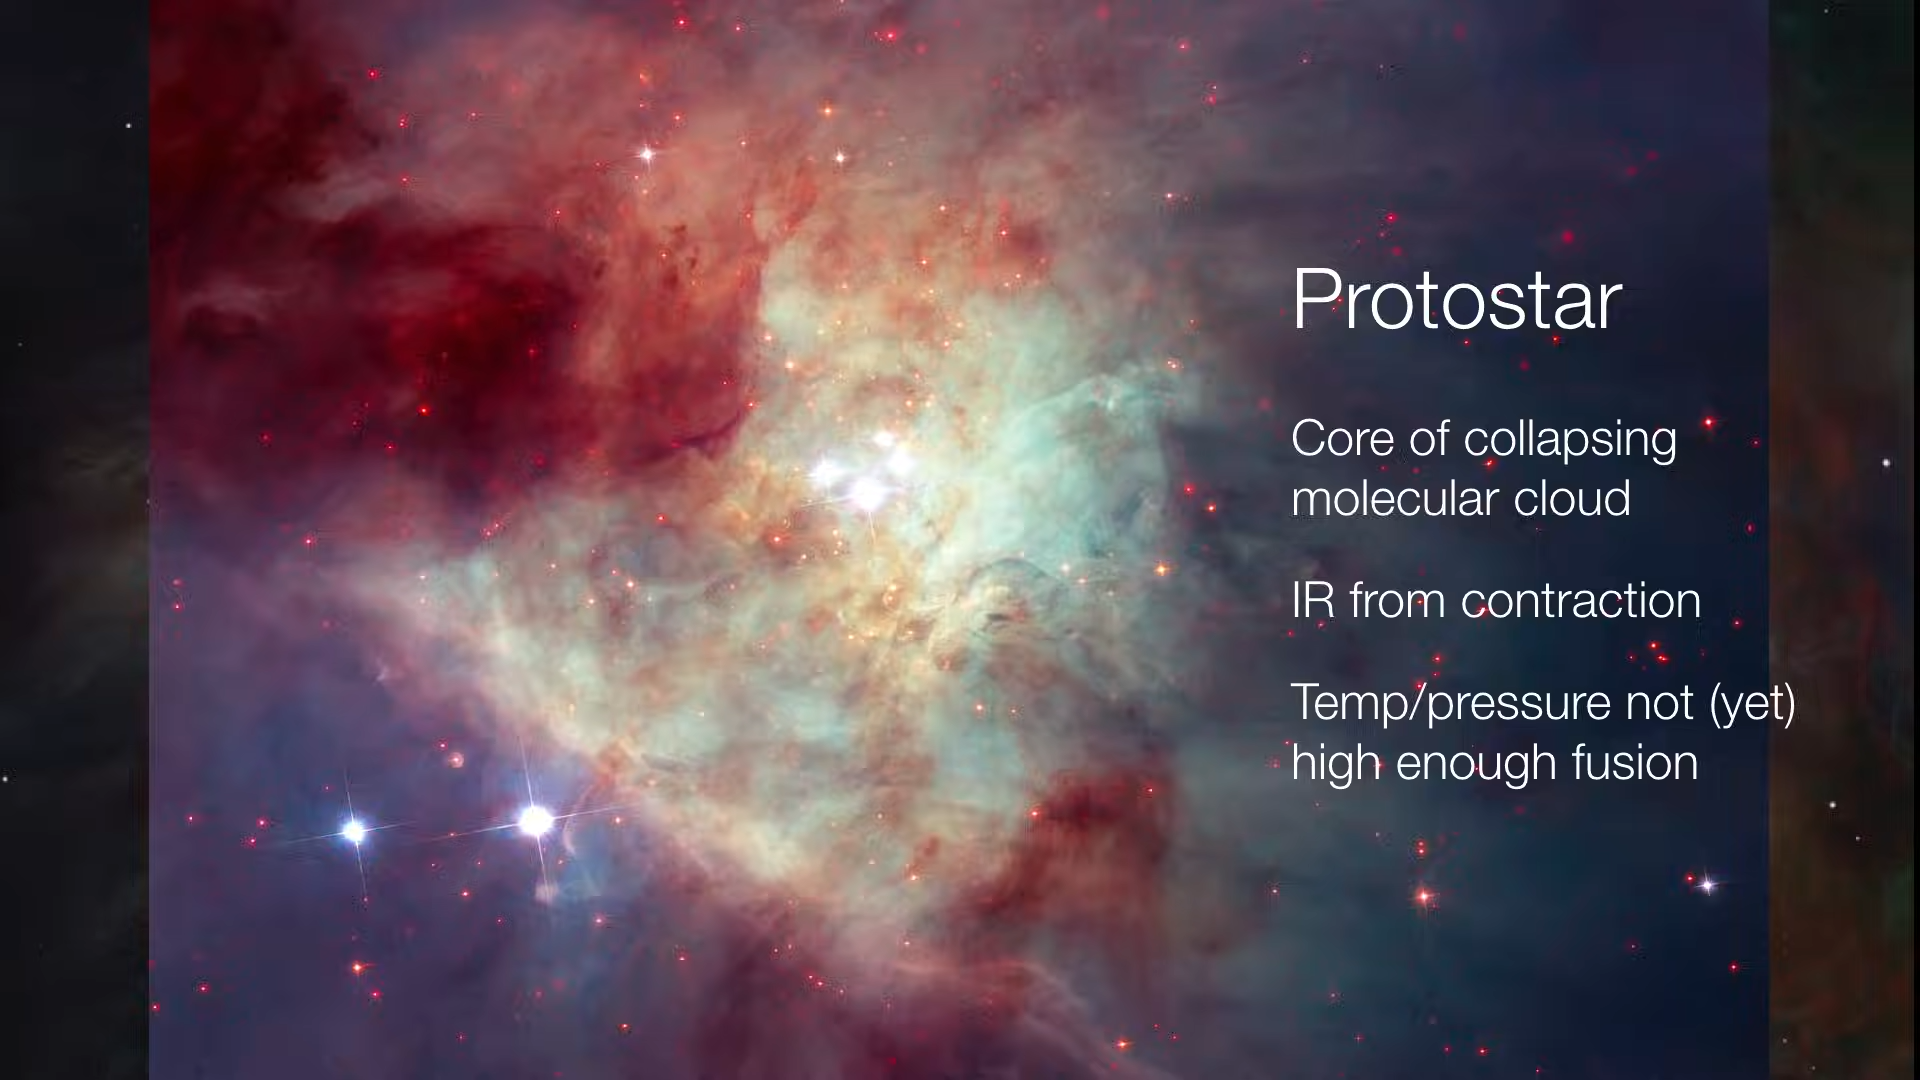 Protostar
Core of collapsing
molecular cloud
IR from contraction
Temp/pressure not (yet)
high enough fusion